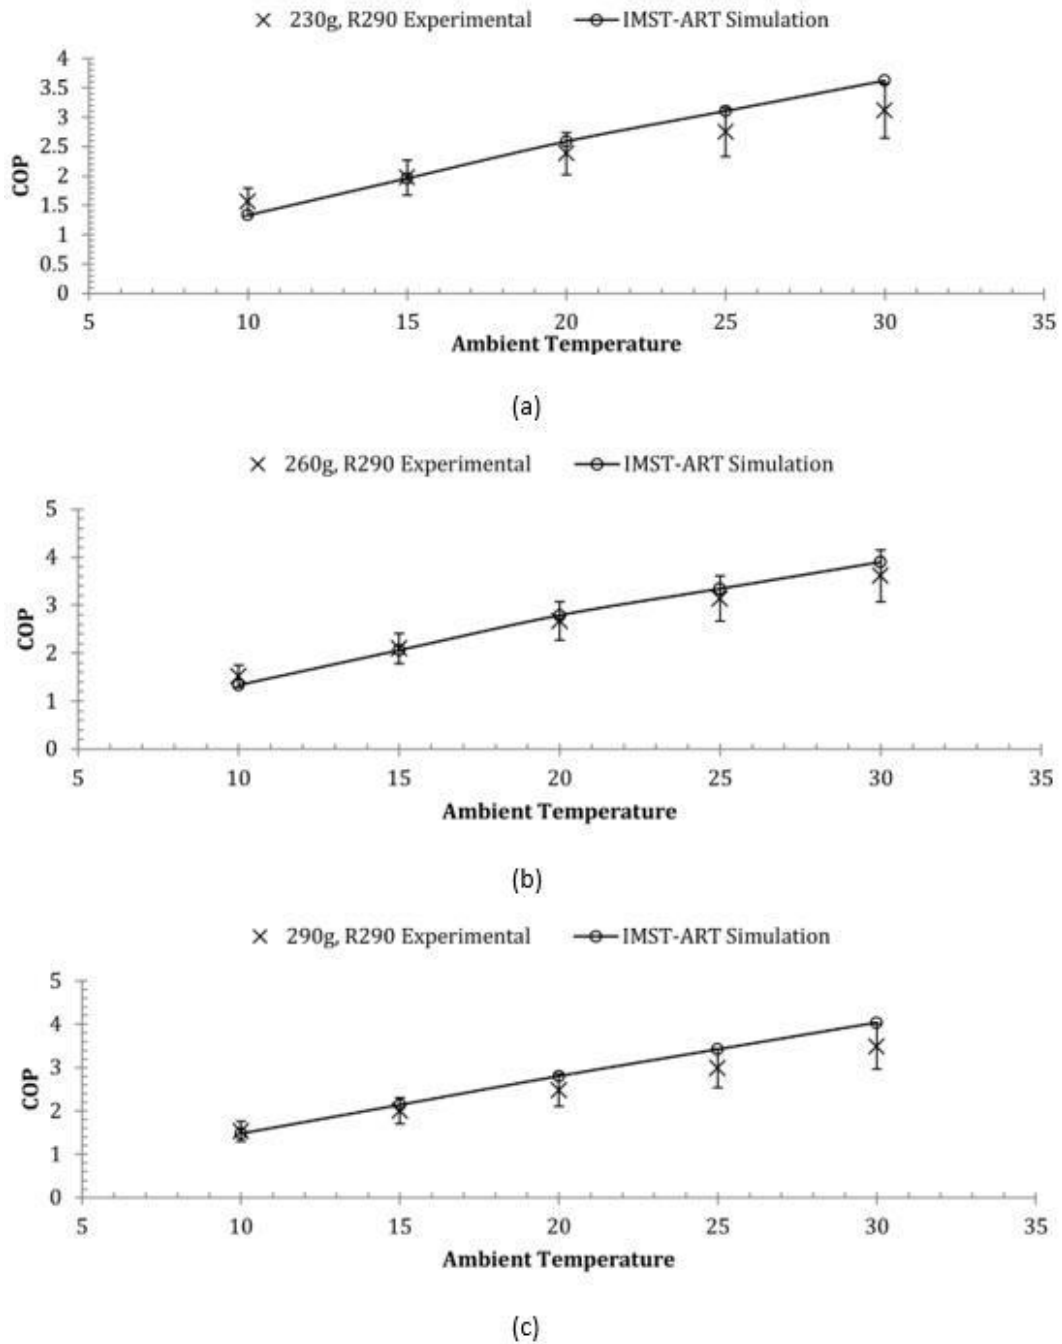 230g, R290 Experimental IMST-ART Simulation
4
3.5
3
2.5
2
1.5
1
0.5
0
COP
5 10 15 20 25 30 35
Ambient Temperature
(a)
260g, R290 Experimental IMST-ART Simulation
5
4
3
2
1
0
COP
5 10 15 20 25 30 35
Ambient Temperature
(b)
290g, R290 Experimental IMST-ART Simulation
5
4
3
2
1
0
COP
5 10 15 20 25 30 35
Ambient Temperature
(c)